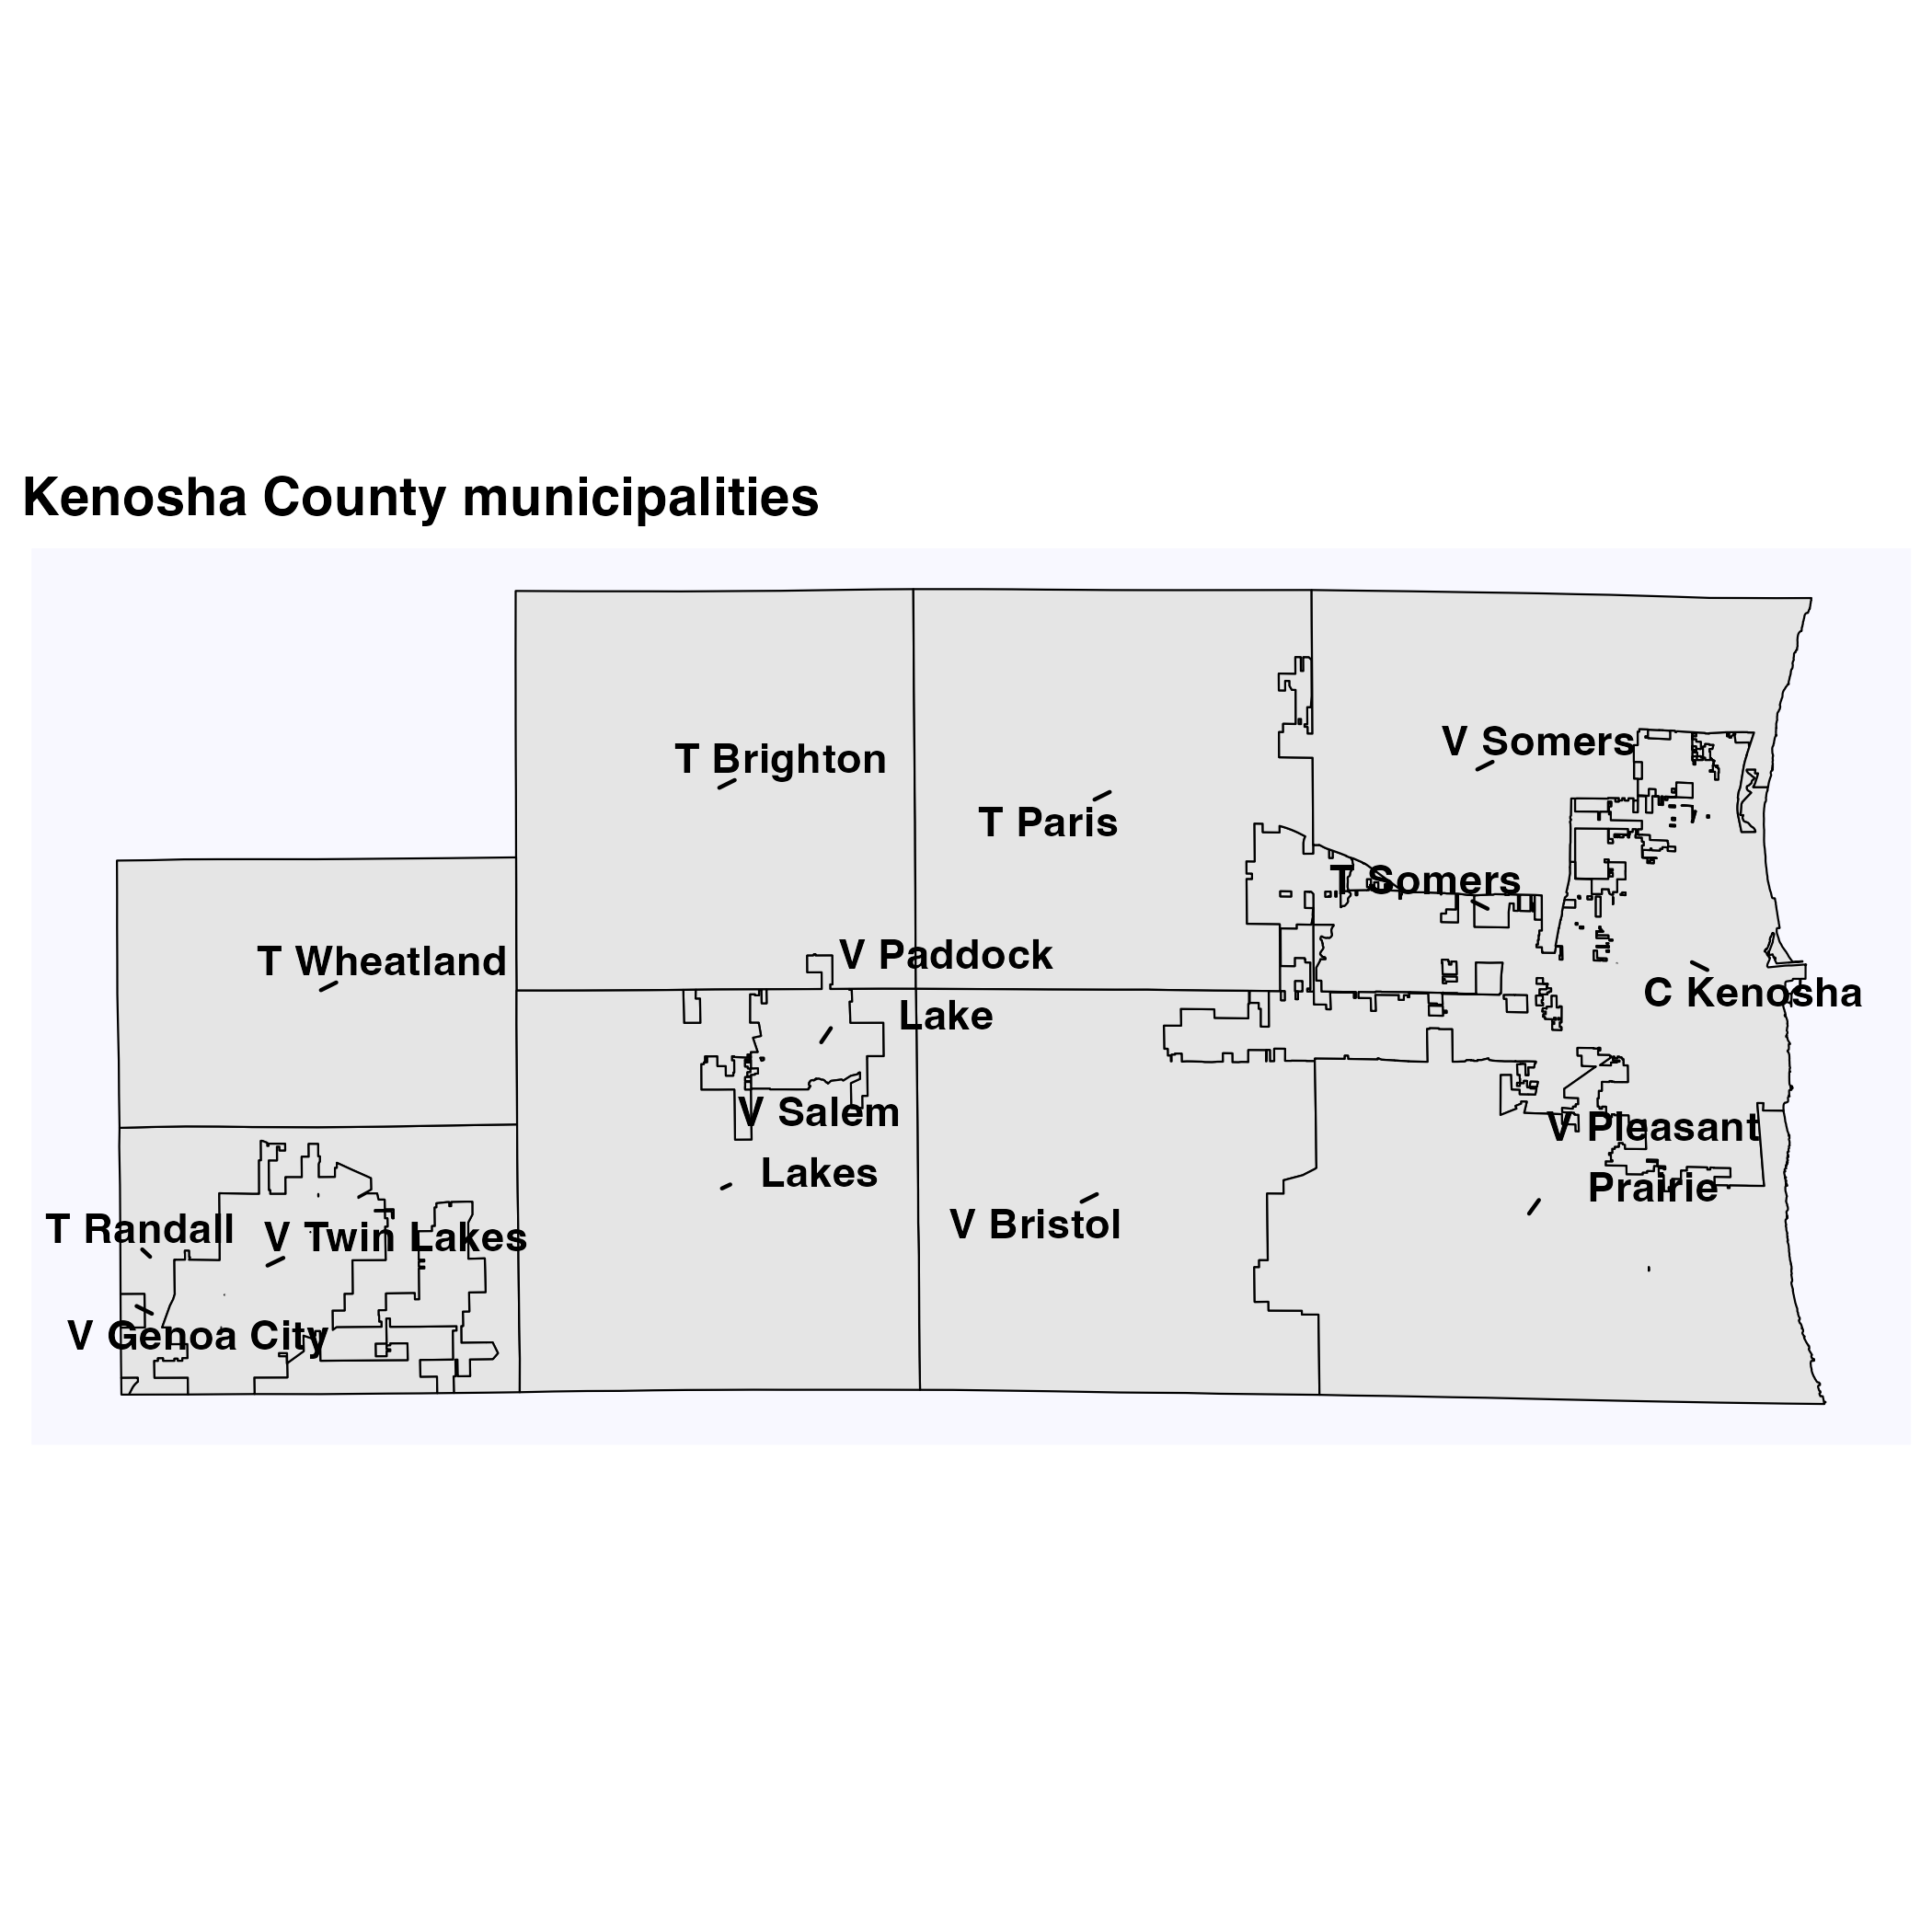 Kenosha County municipalities
V Somers
T Brighton
T Paris
T Somers
V Paddock
Lake
T Wheatland
C Kenosha
V Salem
Lakes
V Pleasant
Prairie
V Bristol
T Randall
V Twin Lakes
V Genoa City